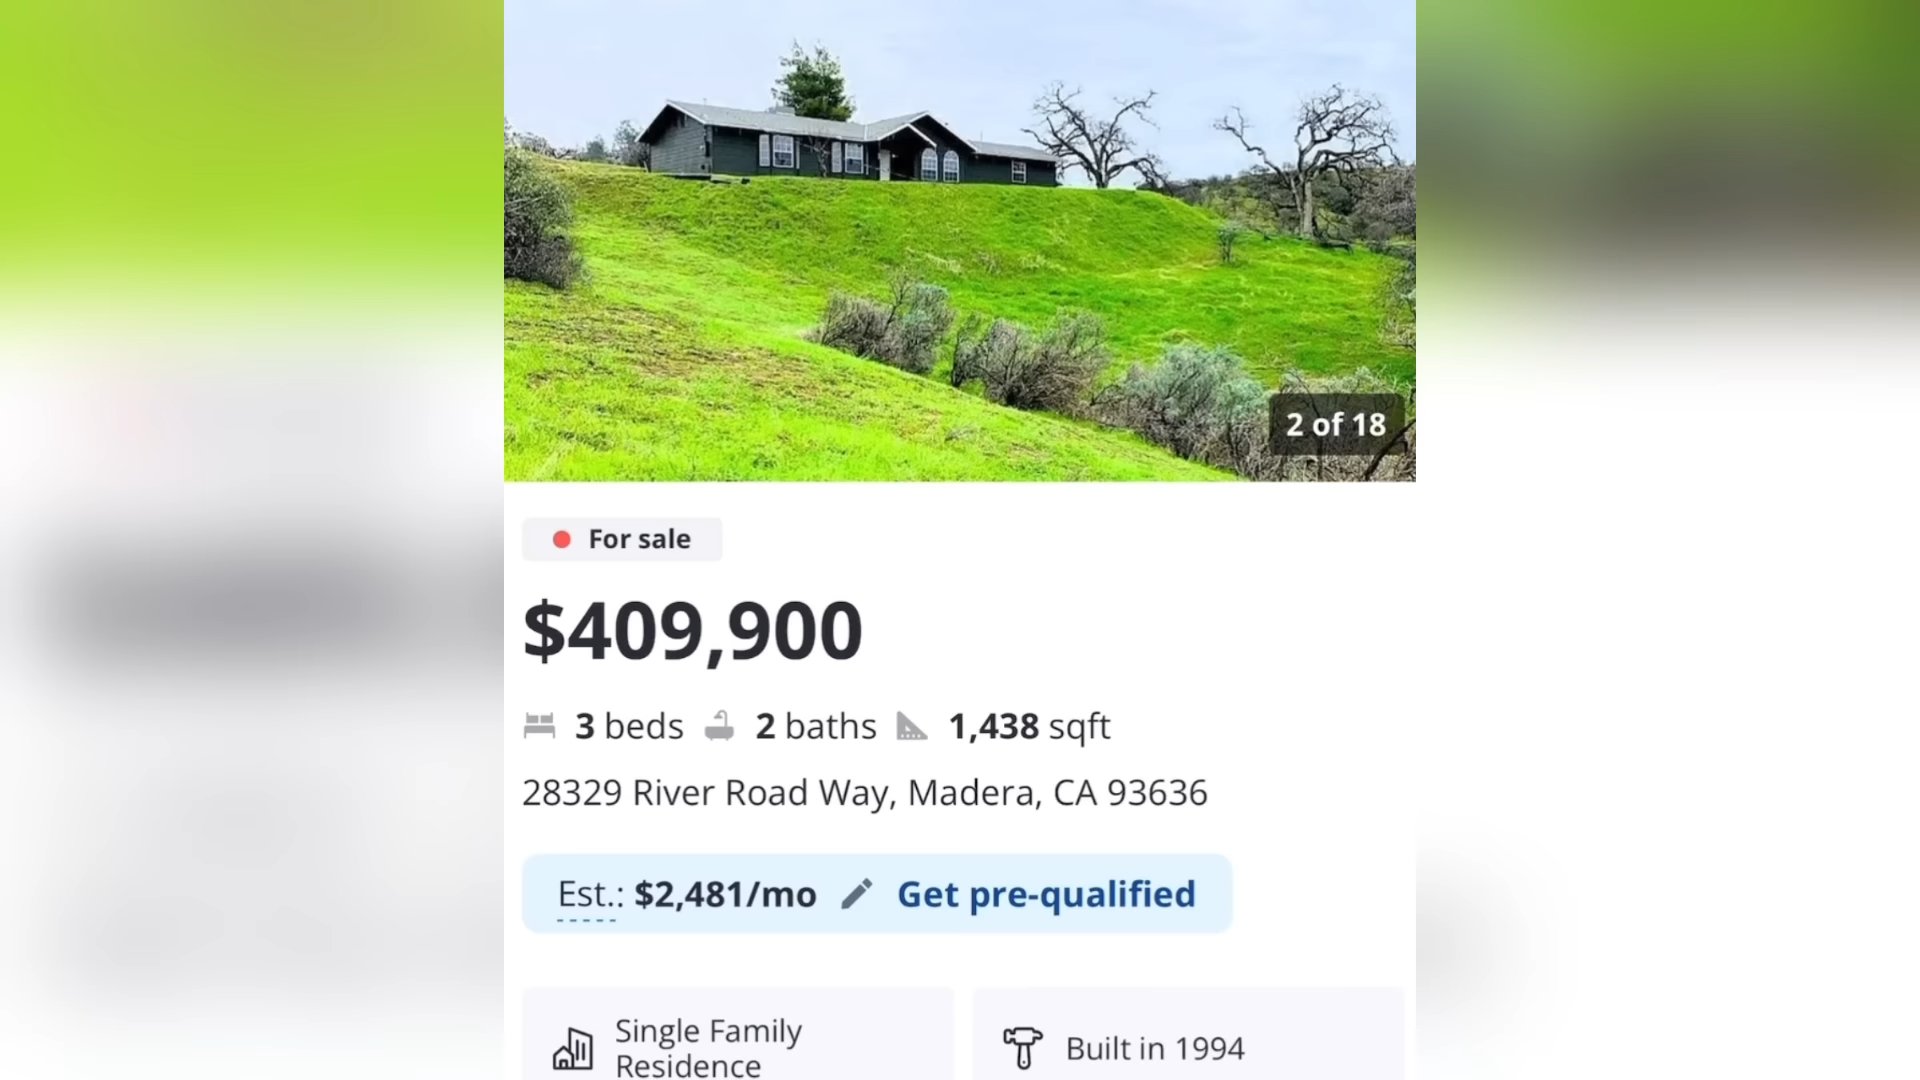 2 of 18
For sale
$409,900
3 beds 2 baths 1,438 sqft
28329 River Road Way, Madera, CA 93636
Est.: $2,481/mo Get pre-qualified
Single Family
Residence
Built in 1994